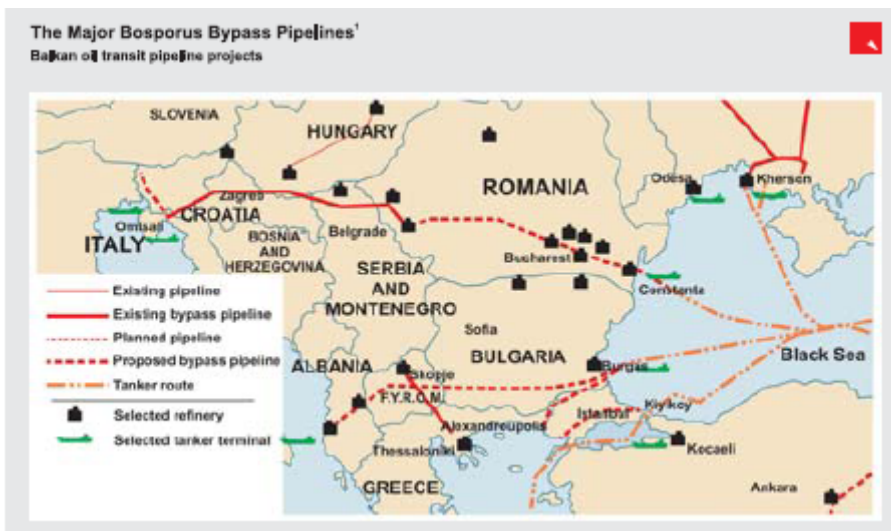 The Major Bosporus Bypass Pipelines¹
Balkan oil transit pipeline projects
SLOVENIA
HUNGARY
ROMANIA
Odesa
Kherson
Zagreb
CROATIA
Omisalj
ITALY
BOSNIA
AND
HERZEGOVINA
Belgrade
Bucharest
SERBIA
AND
MONTENEGRO
Constanta
Existing pipeline
Existing bypass pipeline
Planned pipeline
Proposed bypass pipeline
Tanker route
Selected refinery
Selected tanker terminal
Sofia
BULGARIA
Black Sea
ALBANIA
Skopje
Burgas
F.Y.R.O.M.
Istanbul
Kiyikoy
Alexandreupolis
Thessaloniki
Kocaeli
GREECE
Ankara